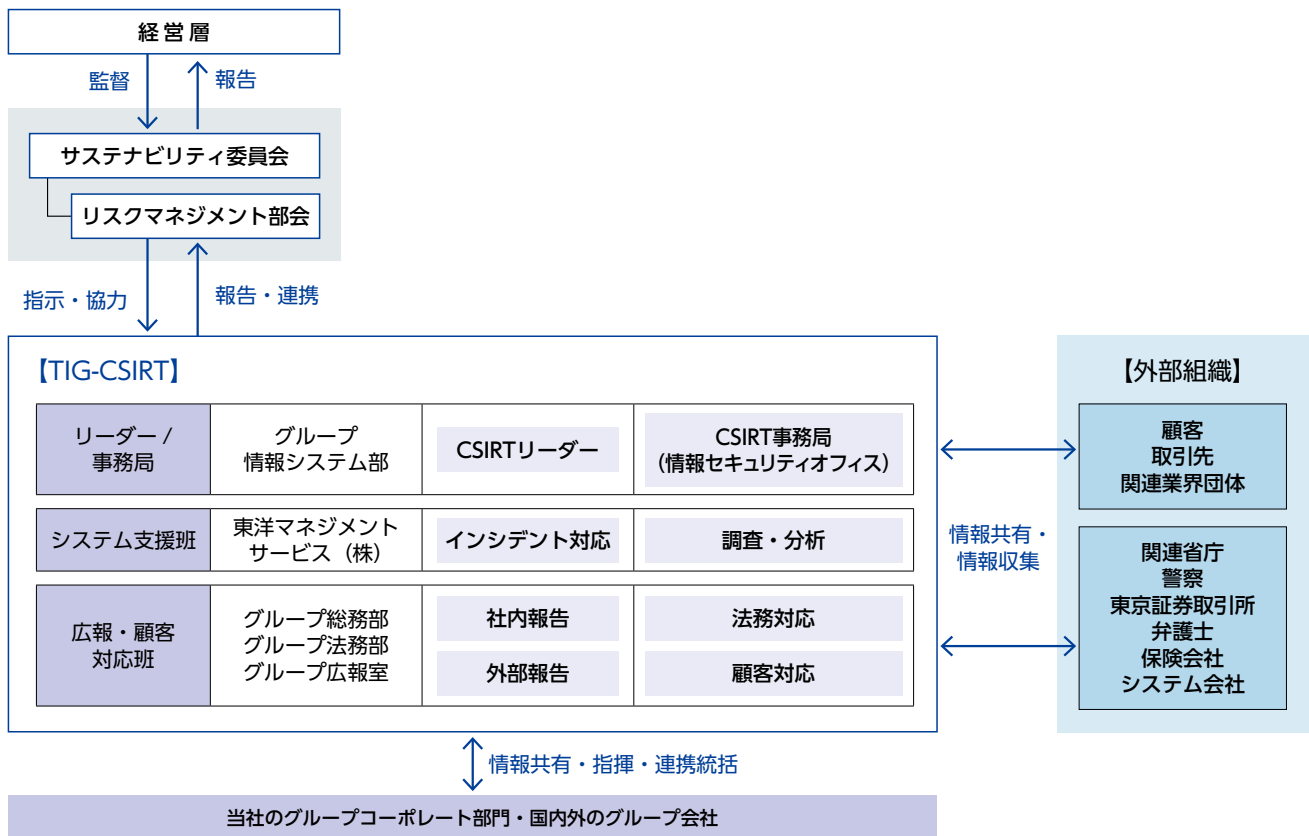 経営層
監督
報告
サステナビリティ委員会
リスクマネジメント部会
指示・協力
報告・連携
【TIG-CSIRT】
リーダー /
事務局
グループ
情報システム部
CSIRTリーダー
CSIRT事務局
（情報セキュリティオフィス）
システム支援班
東洋マネジメント
サービス（株）
インシデント対応
調査・分析
広報・顧客
対応班
グループ総務部
グループ法務部
グループ広報室
社内報告
法務対応
外部報告
顧客対応
情報共有・
情報収集
【外部組織】
顧客
取引先
関連業界団体
関連省庁
警察
東京証券取引所
弁護士
保険会社
システム会社
情報共有・指揮・連携統括
当社のグループコーポレート部門・国内外のグループ会社